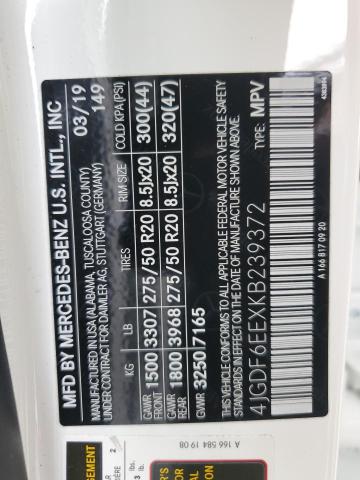 MFD BY MERCEDES-BENZ U.S. INTL., INC
MANUFACTURED IN USA (ALABAMA, TUSCALOOSA COUNTY)
UNDER CONTRACT FOR DAIMLER AG, STUTTGART (GERMANY)
03/19
149
KG LB TIRES RIM SIZE COLD KPA(PSI)
GAWR FRONT 1500 3307 275/50 R20 8.5Jx20 300(44)
GAWR REAR 1800 3968 275/50 R20 8.5Jx20 320(47)
GVWR 3250 7165
THIS VEHICLE CONFORMS TO ALL APPLICABLE FEDERAL MOTOR VEHICLE SAFETY
STANDARDS IN EFFECT ON THE DATE OF MANUFACTURE SHOWN ABOVE.
4JGDF6EEXKB239372 TYPE: MPV
A 166 817 09 20
A 166 584 19 08